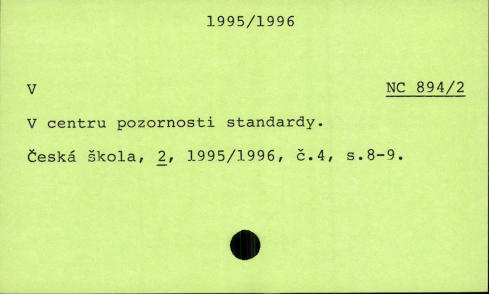 1995/1996
V NC 894/2
V centru pozornosti standardy.
Česká škola, 2, 1995/1996, č.4, s.8-9.